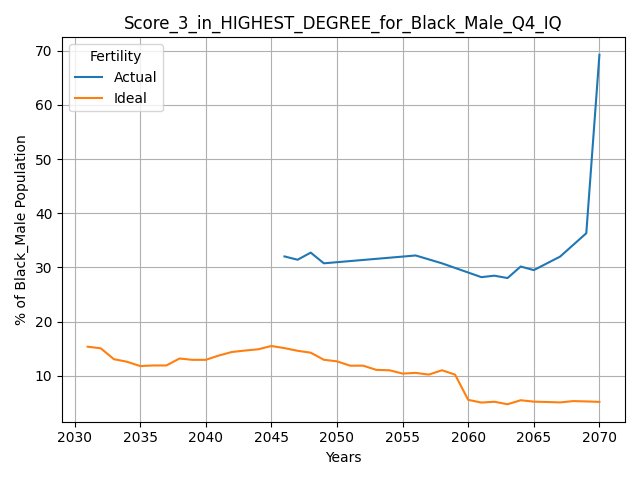 Score_3_in_HIGHEST_DEGREE_for_Black_Male_Q4_IQ
Fertility
Actual
Ideal
% of Black_Male Population
70
60
50
40
30
20
10
2030 2035 2040 2045 2050 2055 2060 2065 2070
Years